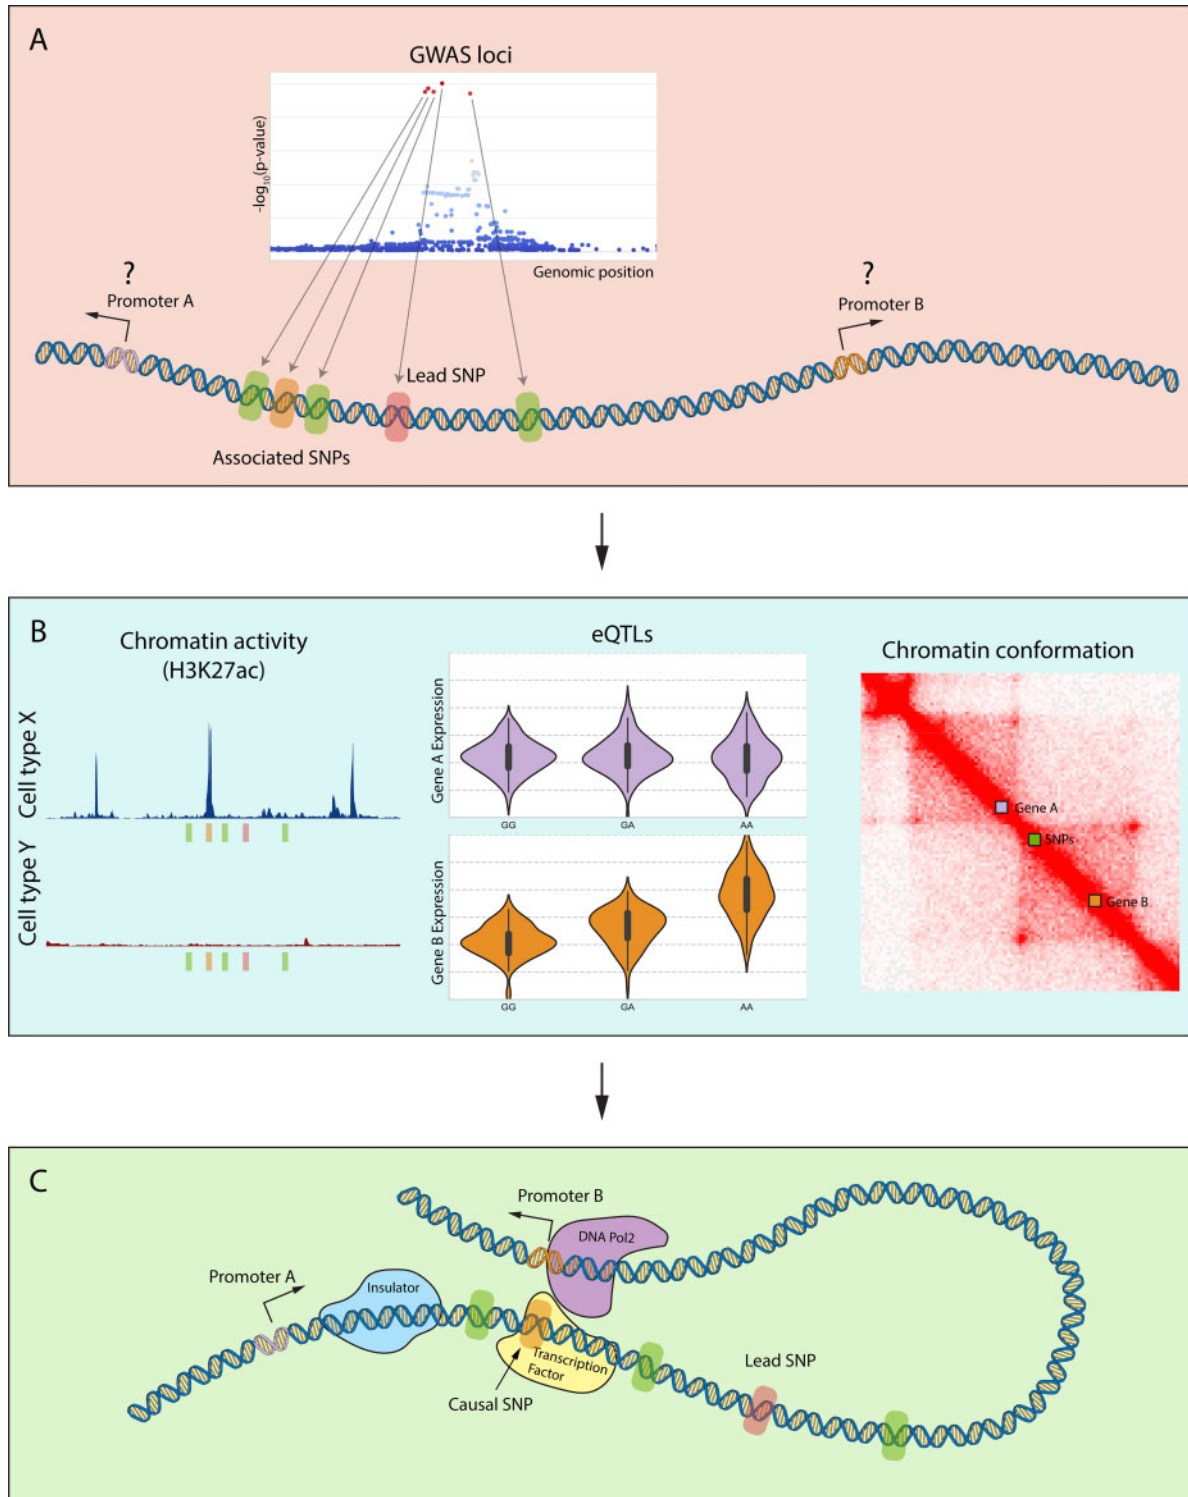 A
GWAS loci
-log10(p-value)
Genomic position
?
Promoter A
?
Promoter B
Lead SNP
Associated SNPs
B
Chromatin activity
(H3K27ac)
Cell type X
Cell type Y
eQTLs
Gene A Expression
GG
GA
AA
Gene B Expression
GG
GA
AA
Chromatin conformation
Gene A
SNPs
Gene B
C
Promoter B
DNA Pol2
Promoter A
Insulator
Transcription
Factor
Causal SNP
Lead SNP